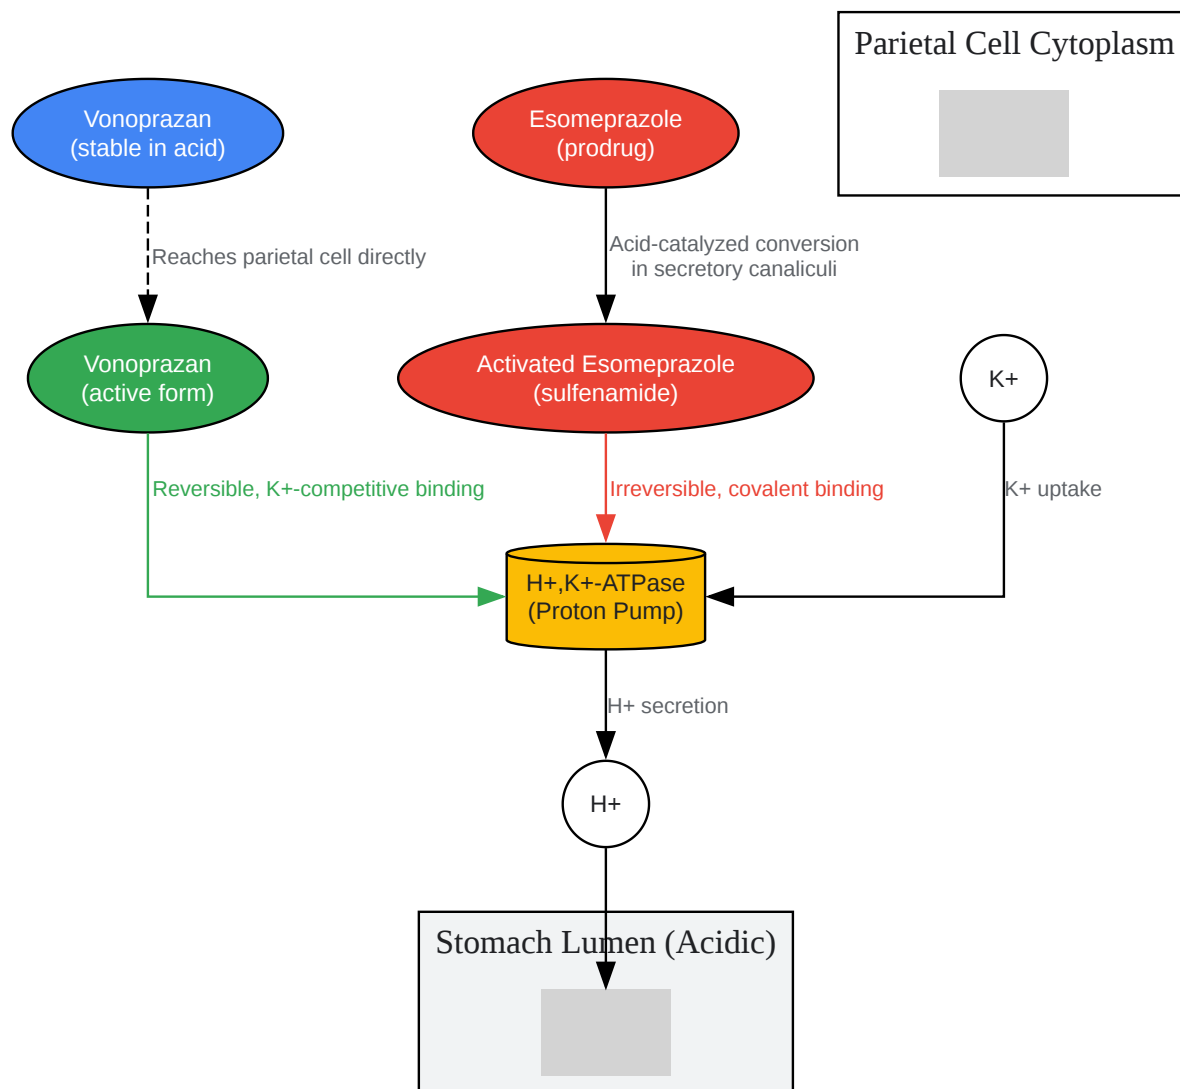 Parietal Cell Cytoplasm
Vonoprazan
(stable in acid)
Esomeprazole
(prodrug)
Reaches parietal cell directly
Acid-catalyzed conversion
in secretory canaliculi
Vonoprazan
(active form)
Activated Esomeprazole
(sulfenamide)
K+
Reversible, K+-competitive binding
Irreversible, covalent binding
K+ uptake
H+,K+-ATPase
(Proton Pump)
H+ secretion
H+
Stomach Lumen (Acidic)